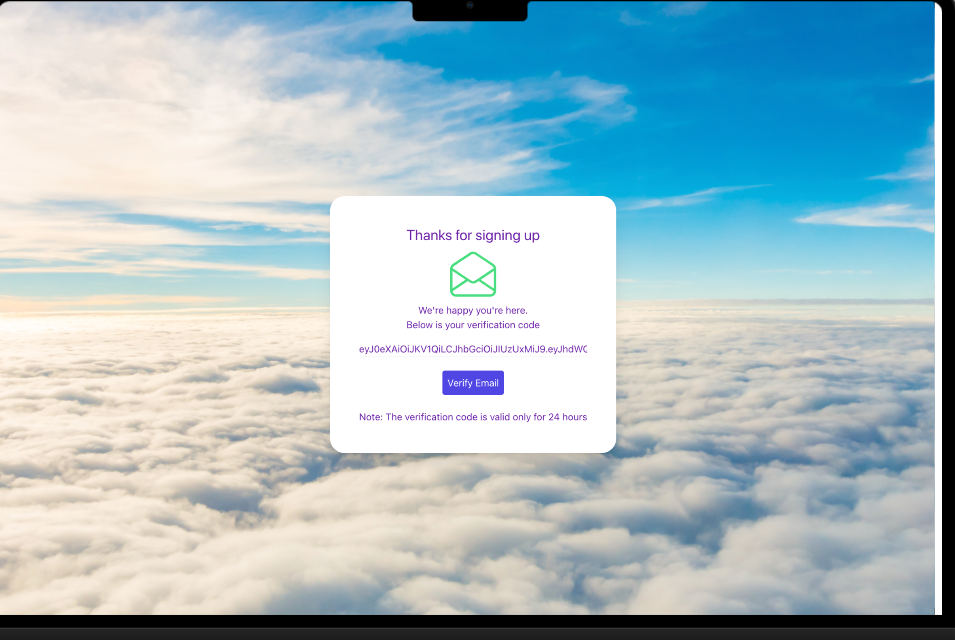 Thanks for signing up
We're happy you're here.
Below is your verification code
eyJ0eXAiOiJKV1QiLCJhbGciOiJIUzUxMiJ9.eyJhdWQ
Verify Email
Note: The verification code is valid only for 24 hours